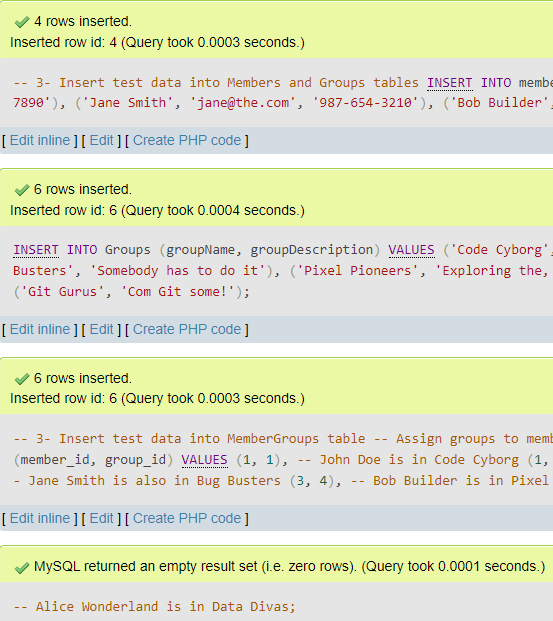 4 rows inserted.
Inserted row id: 4 (Query took 0.0003 seconds.)
-- 3- Insert test data into Members and Groups tables INSERT INTO membe
7890'), ('Jane Smith', 'jane@the.com', '987-654-3210'), ('Bob Builder',
[ Edit inline ] [ Edit ] [ Create PHP code ]
6 rows inserted.
Inserted row id: 6 (Query took 0.0004 seconds.)
INSERT INTO Groups (groupName, groupDescription) VALUES ('Code Cyborg',
Busters', 'Somebody has to do it'), ('Pixel Pioneers', 'Exploring the,
('Git Gurus', 'Com Git some!');
[ Edit inline ] [ Edit ] [ Create PHP code ]
6 rows inserted.
Inserted row id: 6 (Query took 0.0003 seconds.)
-- 3- Insert test data into MemberGroups table -- Assign groups to memb
(member_id, group_id) VALUES (1, 1), -- John Doe is in Code Cyborg (1,
- Jane Smith is also in Bug Busters (3, 4), -- Bob Builder is in Pixel
[ Edit inline ] [ Edit ] [ Create PHP code ]
MySQL returned an empty result set (i.e. zero rows). (Query took 0.0001 seconds.)
-- Alice Wonderland is in Data Divas;